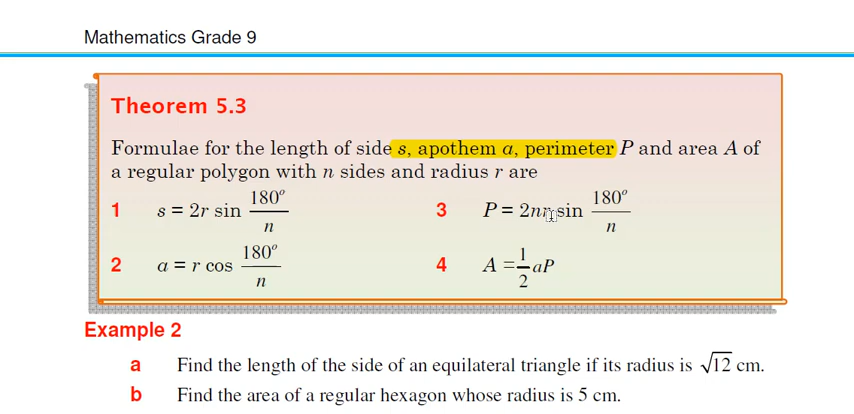 Mathematics Grade 9
Theorem 5.3
Formulae for the length of side s, apothem a, perimeter P and area A of
a regular polygon with n sides and radius r are
1 s = 2r sin 180°/n
3 P = 2nr sin 180°/n
2 a = r cos 180°/n
4 A = 1/2 aP
Example 2
a Find the length of the side of an equilateral triangle if its radius is √12 cm.
b Find the area of a regular hexagon whose radius is 5 cm.